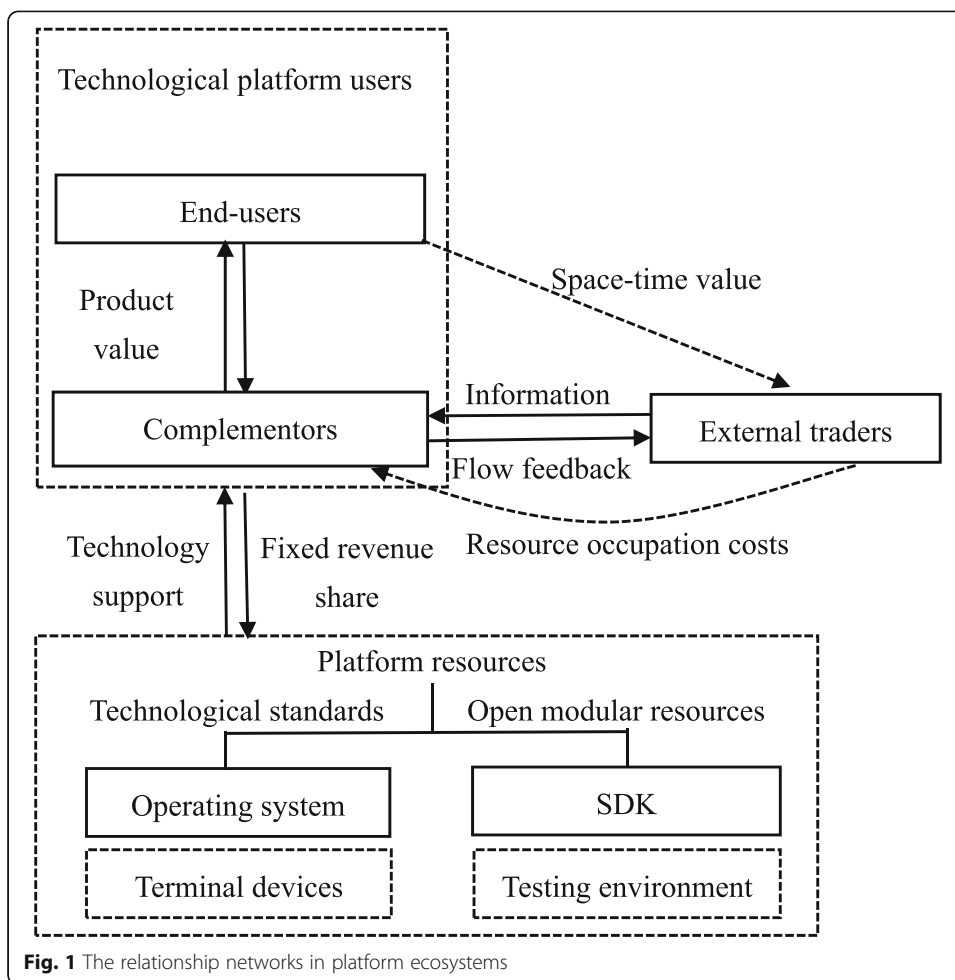 Technological platform users
End-users
Space-time value
Product
value
Information
Complementors
External traders
Flow feedback
Resource occupation costs
Technology
support
Fixed revenue
share
Platform resources
Technological standards
Open modular resources
Operating system
SDK
Terminal devices
Testing environment
Fig. 1 The relationship networks in platform ecosystems